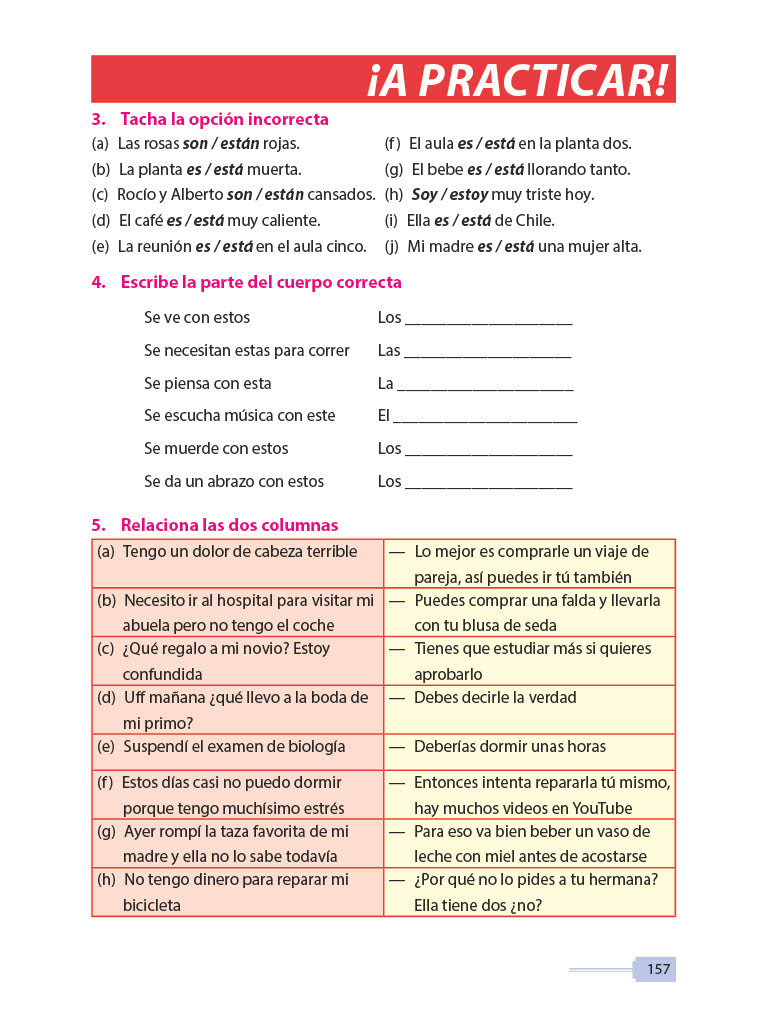 ¡A PRACTICAR!
3. Tacha la opción incorrecta
(a) Las rosas son / están rojas.
(b) La planta es / está muerta.
(c) Rocío y Alberto son / están cansados.
(d) El café es / está muy caliente.
(e) La reunión es / está en el aula cinco.
(f) El aula es / está en la planta dos.
(g) El bebe es / está llorando tanto.
(h) Soy / estoy muy triste hoy.
(i) Ella es / está de Chile.
(j) Mi madre es / está una mujer alta.
4. Escribe la parte del cuerpo correcta
Se ve con estos Los ____________________
Se necesitan estas para correr Las ____________________
Se piensa con esta La _____________________
Se escucha música con este El ______________________
Se muerde con estos Los ____________________
Se da un abrazo con estos Los ____________________
5. Relaciona las dos columnas
(a) Tengo un dolor de cabeza terrible
— Lo mejor es comprarle un viaje de
pareja, así puedes ir tú también
(b) Necesito ir al hospital para visitar mi
abuela pero no tengo el coche
— Puedes comprar una falda y llevarla
con tu blusa de seda
(c) ¿Qué regalo a mi novio? Estoy
confundida
— Tienes que estudiar más si quieres
aprobarlo
(d) Uff mañana ¿qué llevo a la boda de
mi primo?
— Debes decirle la verdad
(e) Suspendí el examen de biología
— Deberías dormir unas horas
(f) Estos días casi no puedo dormir
porque tengo muchísimo estrés
— Entonces intenta repararla tú mismo,
hay muchos videos en YouTube
(g) Ayer rompí la taza favorita de mi
madre y ella no lo sabe todavía
— Para eso va bien beber un vaso de
leche con miel antes de acostarse
(h) No tengo dinero para reparar mi
bicicleta
— ¿Por qué no lo pides a tu hermana?
Ella tiene dos ¿no?
157